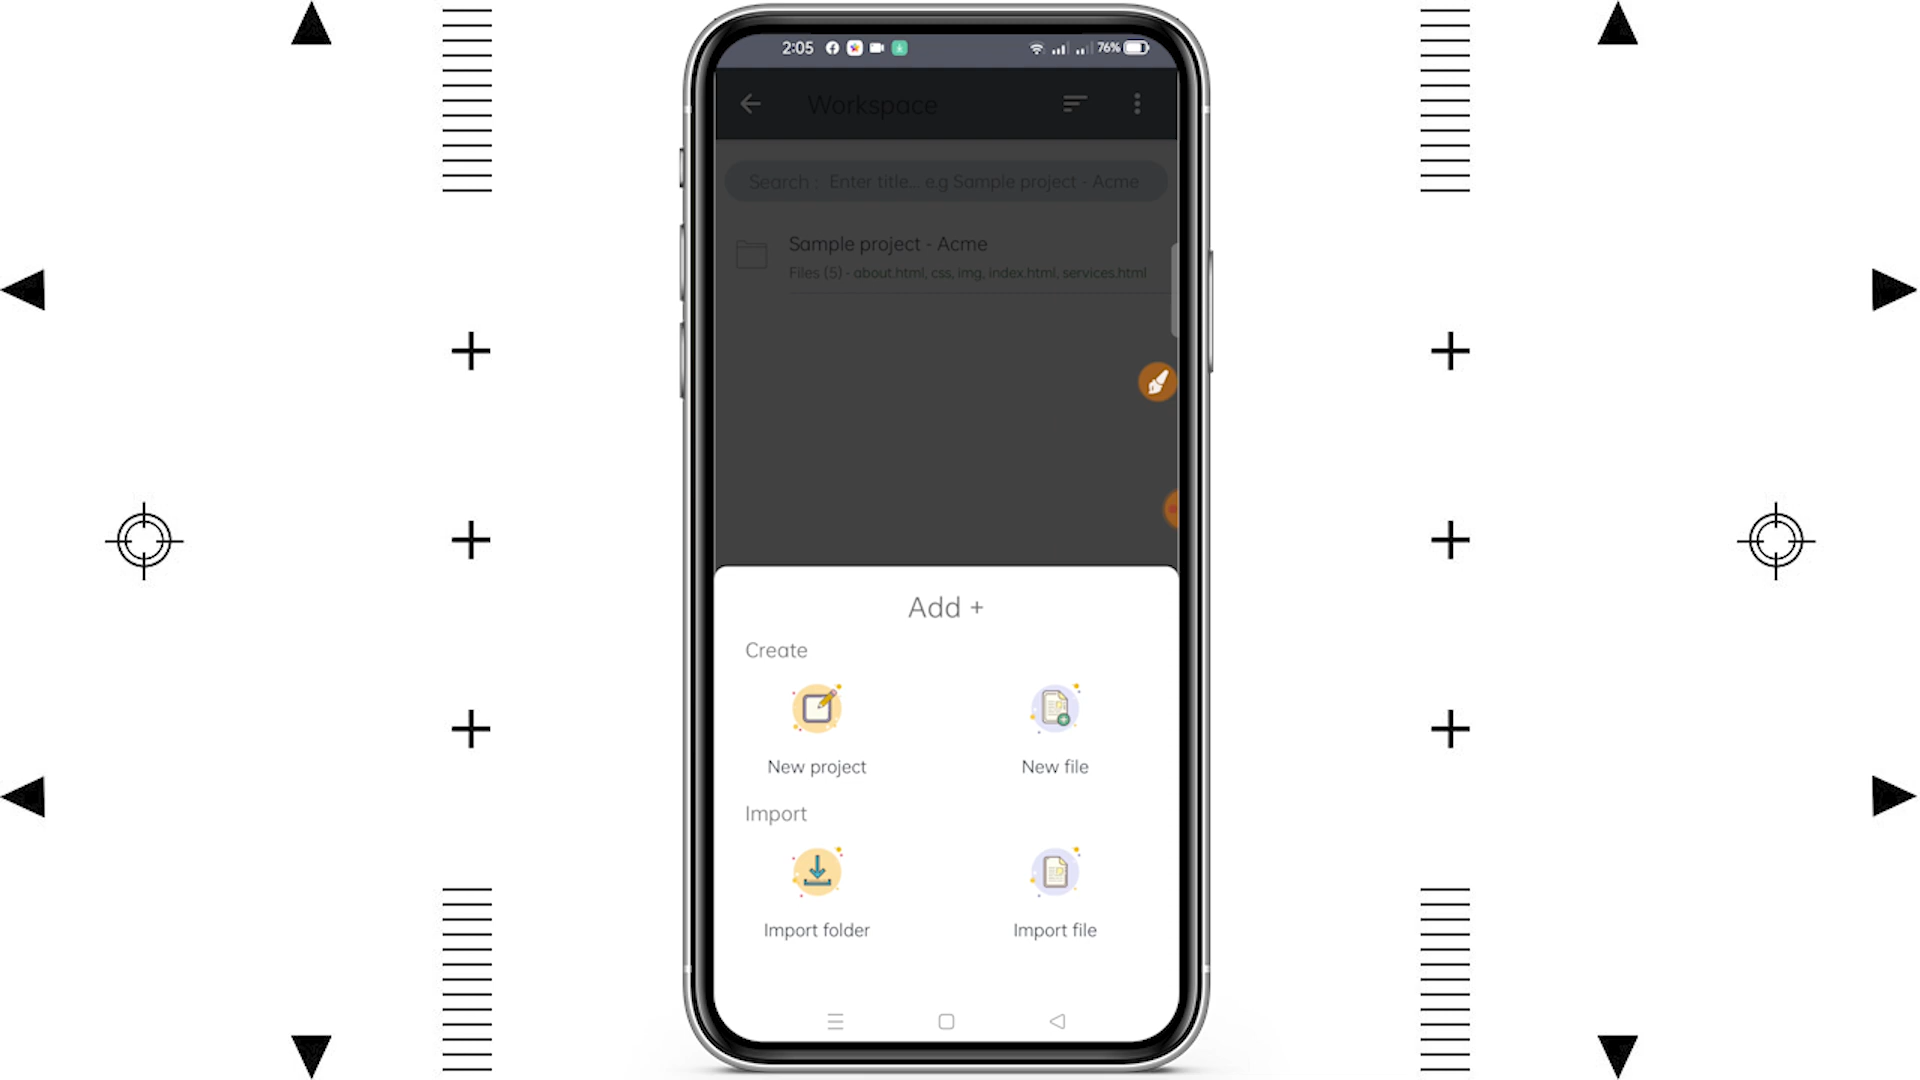 2:05
76%
Workspace
Search : Enter title... e.g Sample project - Acme
Sample project - Acme
Files (5) - about.html, css, img, index.html, services.html
Add +
Create
New project
New file
Import
Import folder
Import file